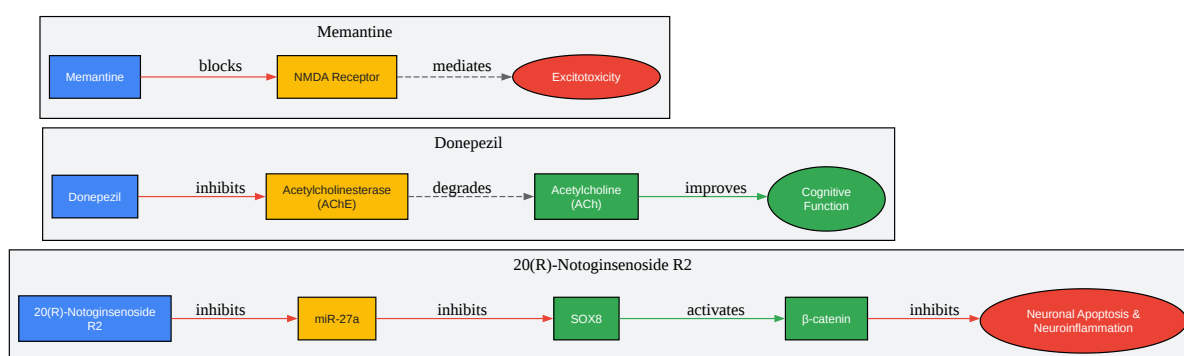 Memantine
Memantine
blocks
NMDA Receptor
mediates
Excitotoxicity
Donepezil
Donepezil
inhibits
Acetylcholinesterase
(AChE)
degrades
Acetylcholine
(ACh)
improves
Cognitive
Function
20(R)-Notoginsenoside R2
20(R)-Notoginsenoside
R2
inhibits
miR-27a
inhibits
SOX8
activates
β-catenin
inhibits
Neuronal Apoptosis &
Neuroinflammation